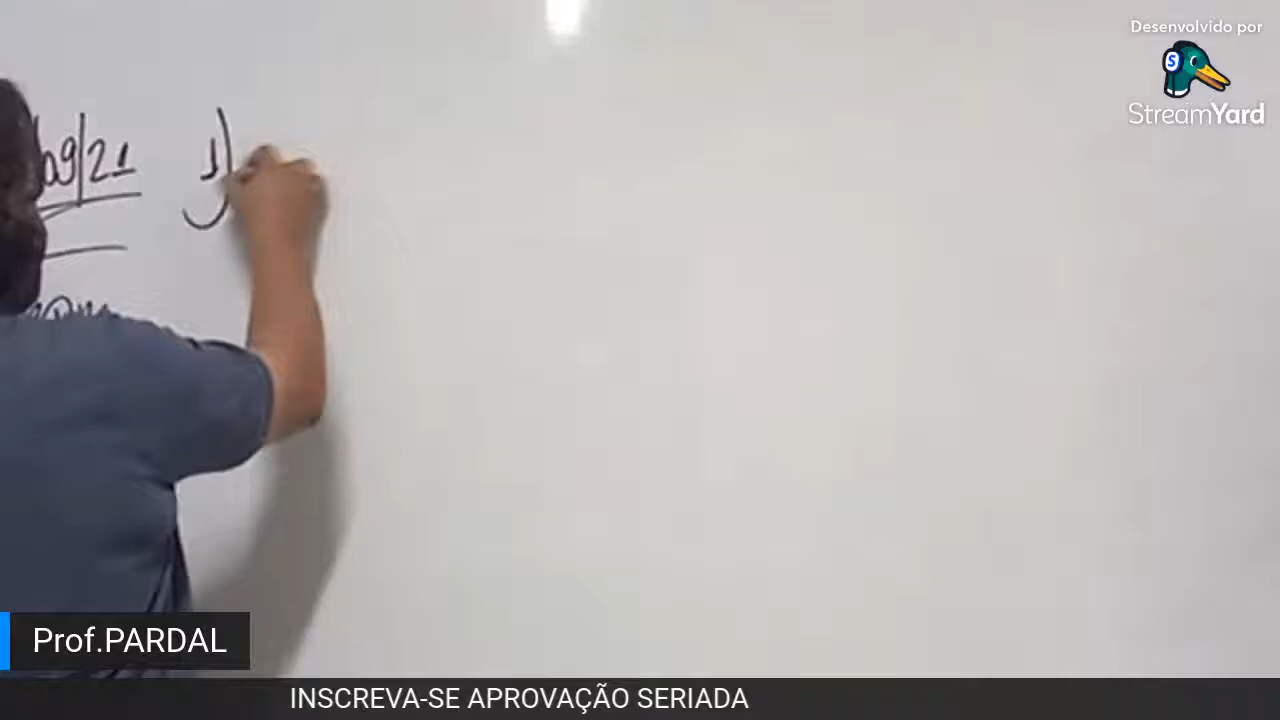 Desenvolvido por
StreamYard
09/21
1)
Prof.PARDAL
INSCREVA-SE APROVAÇÃO SERIADA